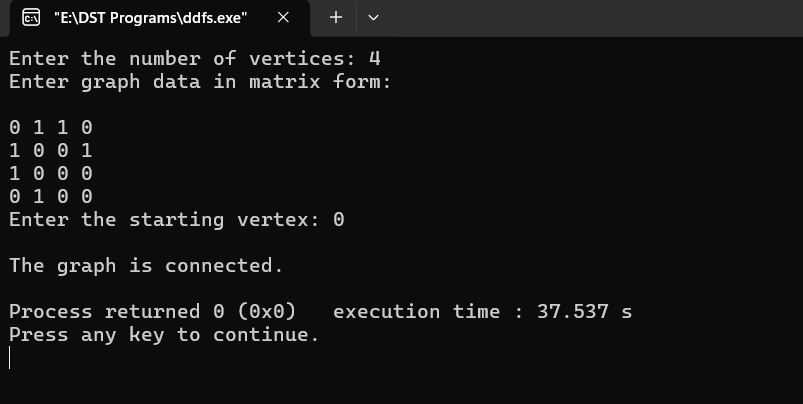 "E:\DST Programs\ddfs.exe"
Enter the number of vertices: 4
Enter graph data in matrix form:
0 1 1 0
1 0 0 1
1 0 0 0
0 1 0 0
Enter the starting vertex: 0
The graph is connected.
Process returned 0 (0x0)   execution time : 37.537 s
Press any key to continue.